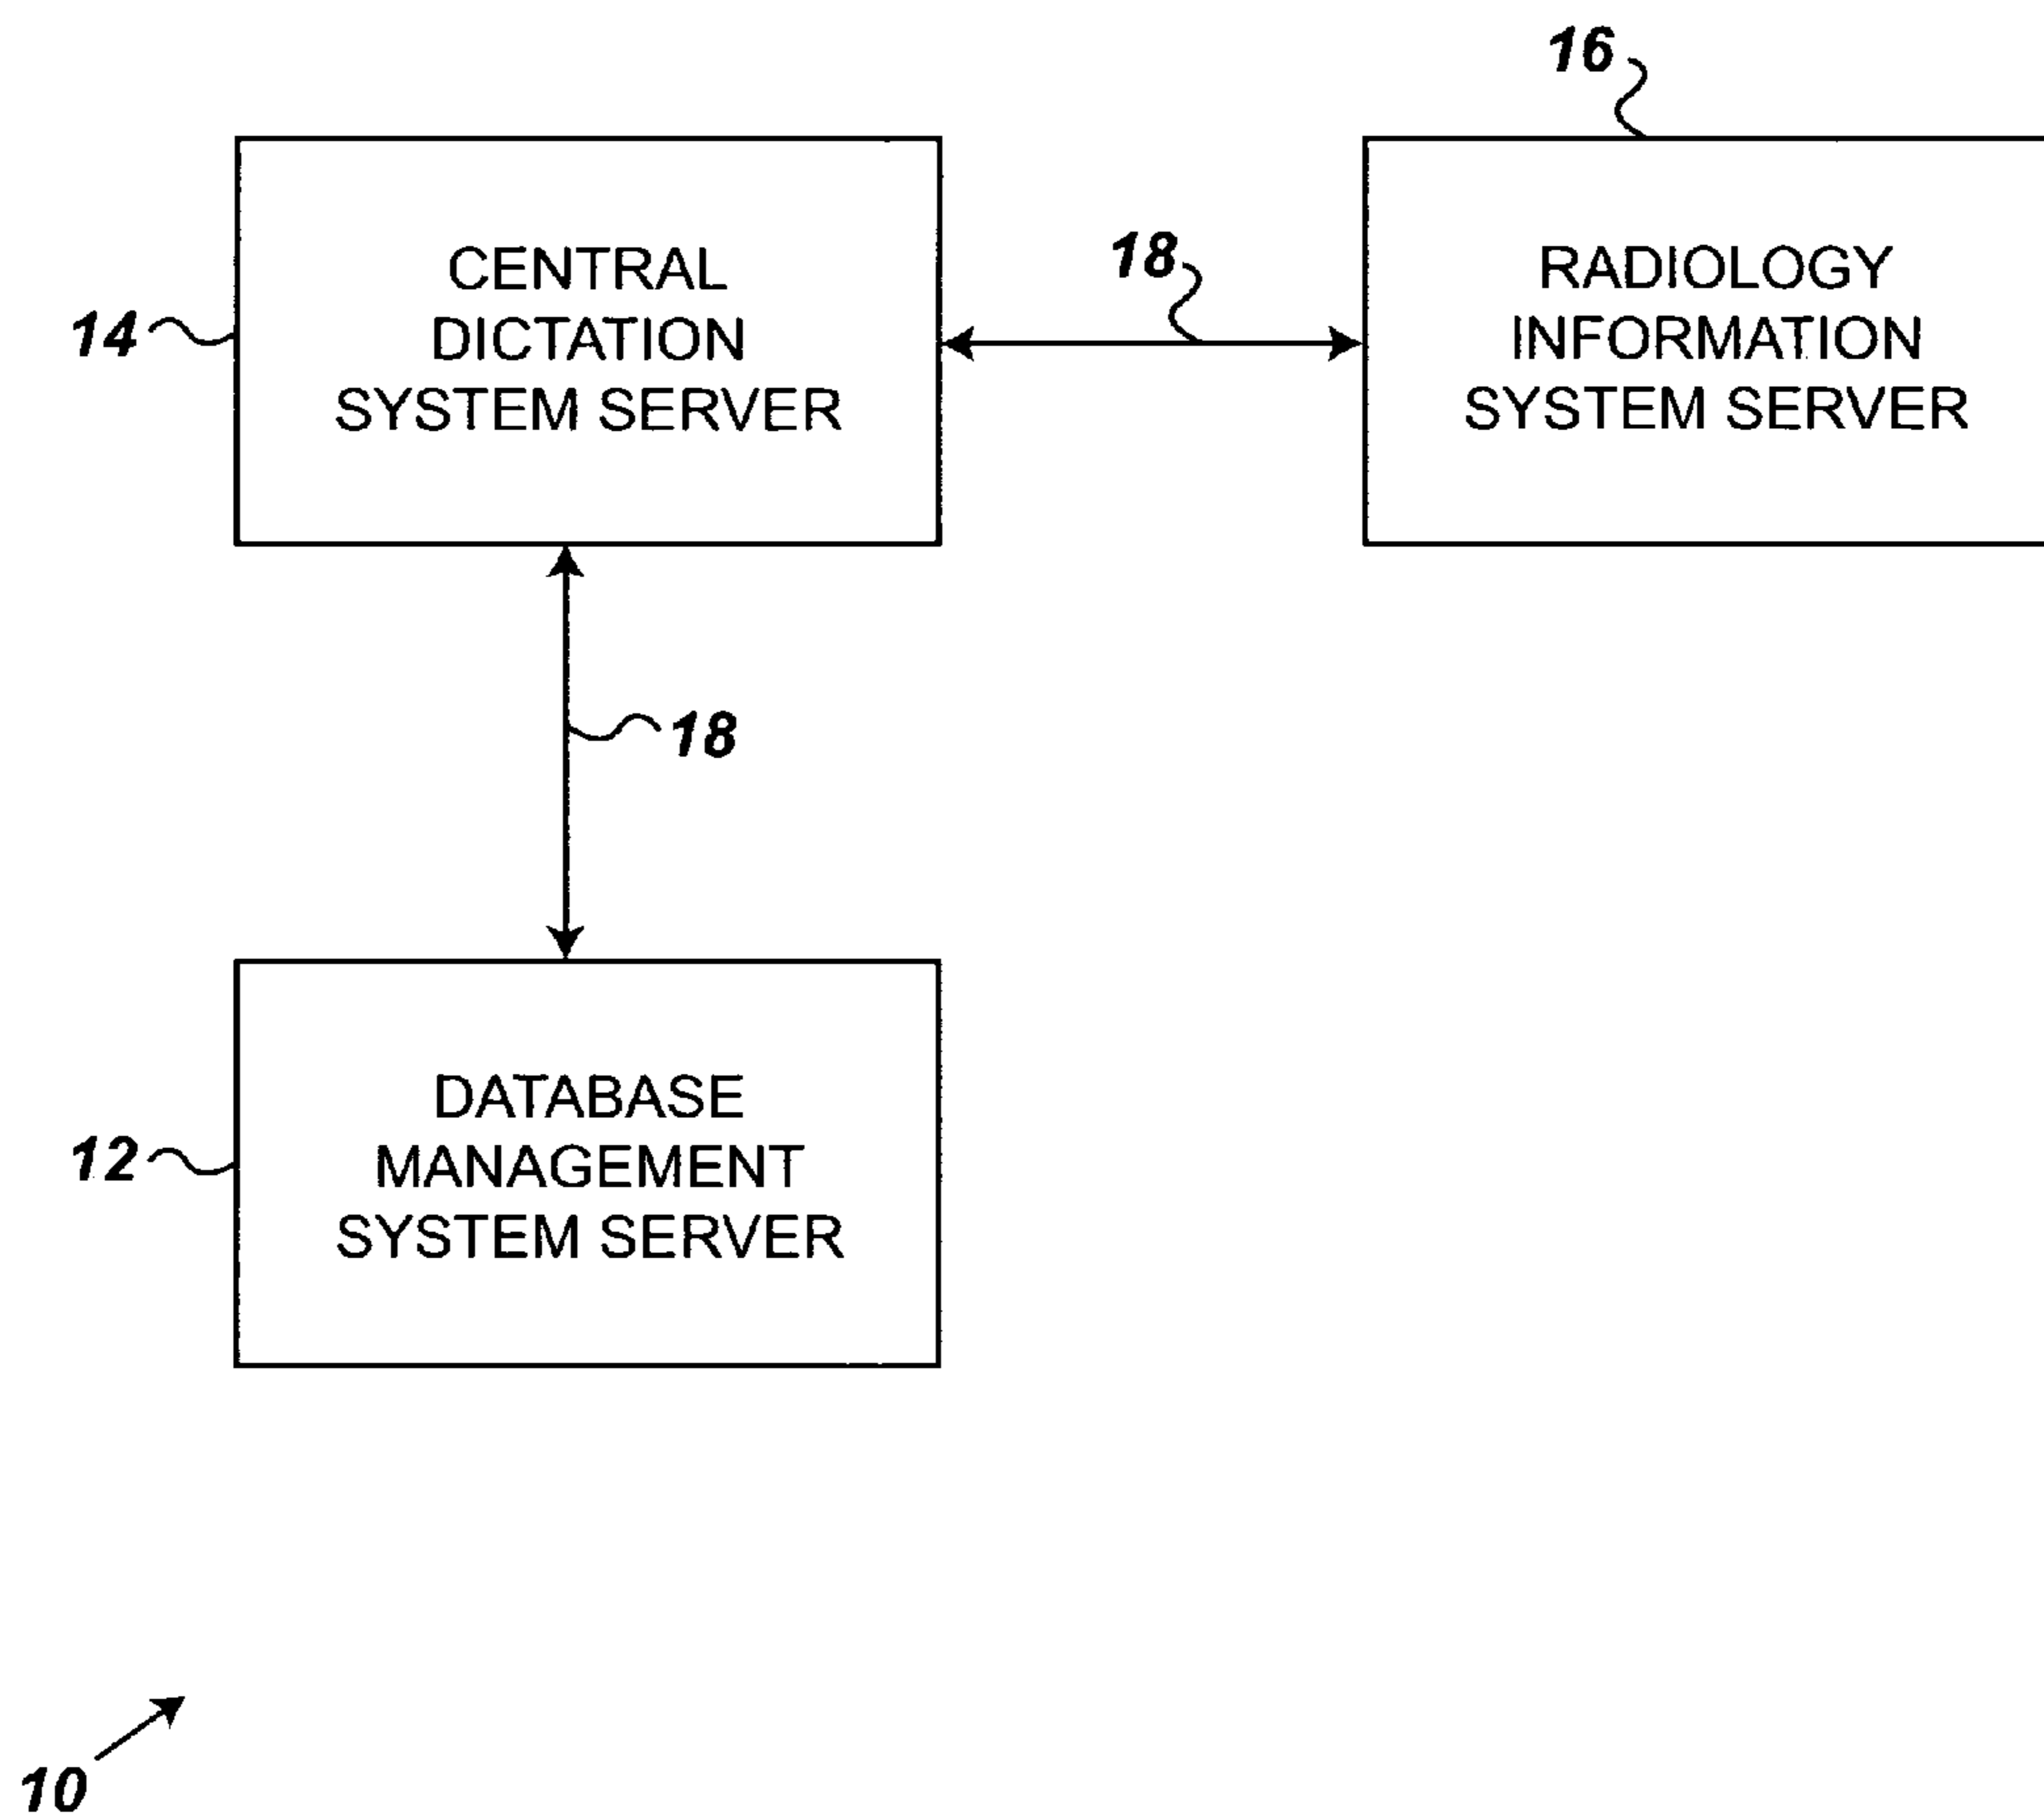 16
CENTRAL
DICTATION
SYSTEM SERVER
14
18
RADIOLOGY
INFORMATION
SYSTEM SERVER
18
DATABASE
MANAGEMENT
SYSTEM SERVER
12
10